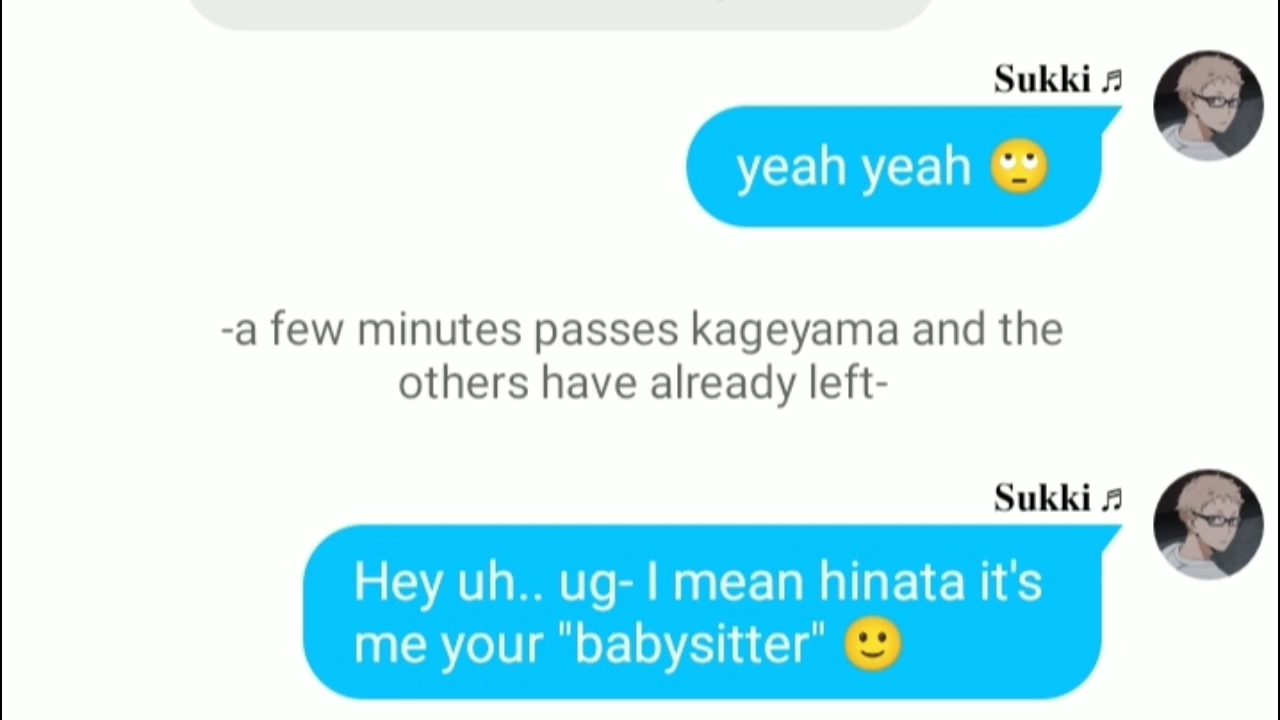 Sukki ♬
yeah yeah 🙄
-a few minutes passes kageyama and the
others have already left-
Sukki ♬
Hey uh.. ug- I mean hinata it's
me your "babysitter" 🙂